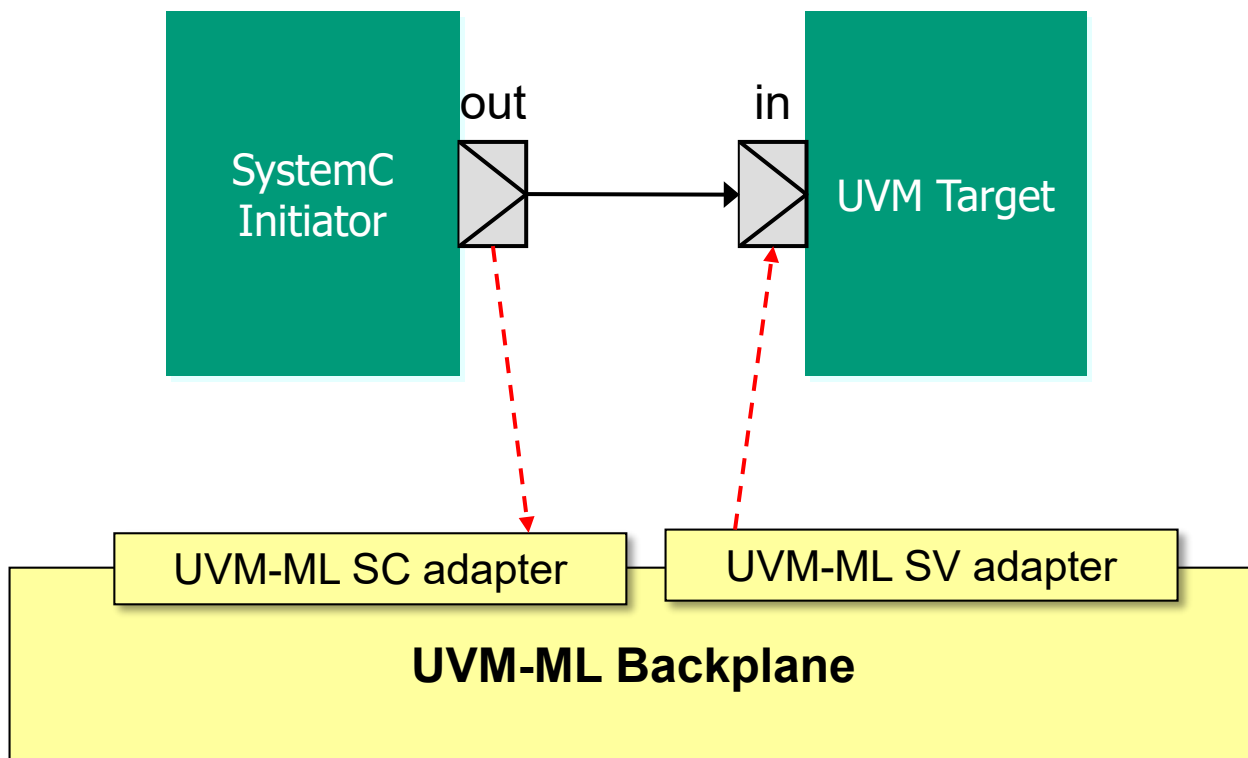 out
in
SystemC
Initiator
UVM Target
UVM-ML SC adapter
UVM-ML SV adapter
UVM-ML Backplane